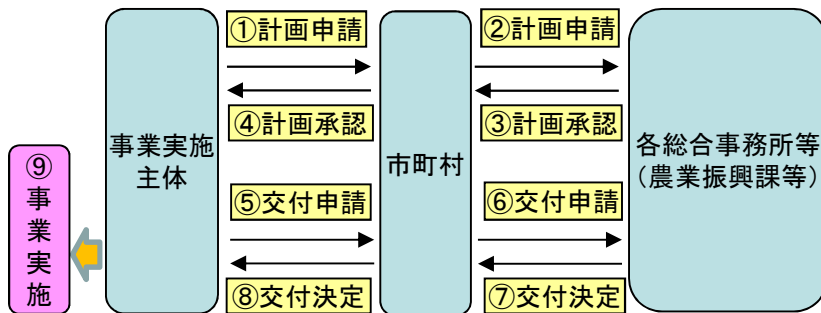 ①計画申請
②計画申請
④計画承認
③計画承認
事業実施
主体
市町村
各総合事務所等
（農業振興課等）
⑤交付申請
⑥交付申請
⑧交付決定
⑦交付決定
⑨
事
業
実
施